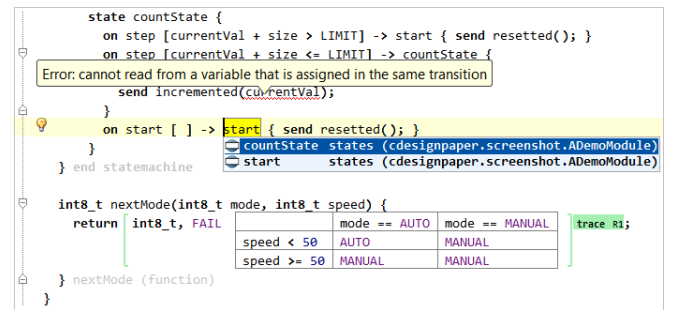 state countState {
on step [currentVal + size > LIMIT] -> start { send resetted(); }
on step [currentVal + size <= LIMIT] -> countState {
Error: cannot read from a variable that is assigned in the same transition
send incremented(currentVal);
}
on start [ ] -> start { send resetted(); }
}
countState states (cdesignpaper.screenshot.ADemoModule)
start states (cdesignpaper.screenshot.ADemoModule)
} end statemachine
int8_t nextMode(int8_t mode, int8_t speed) {
return int8_t, FAIL mode == AUTO mode == MANUAL trace R1;
speed < 50 AUTO MANUAL
speed >= 50 MANUAL MANUAL
} nextMode (function)
}